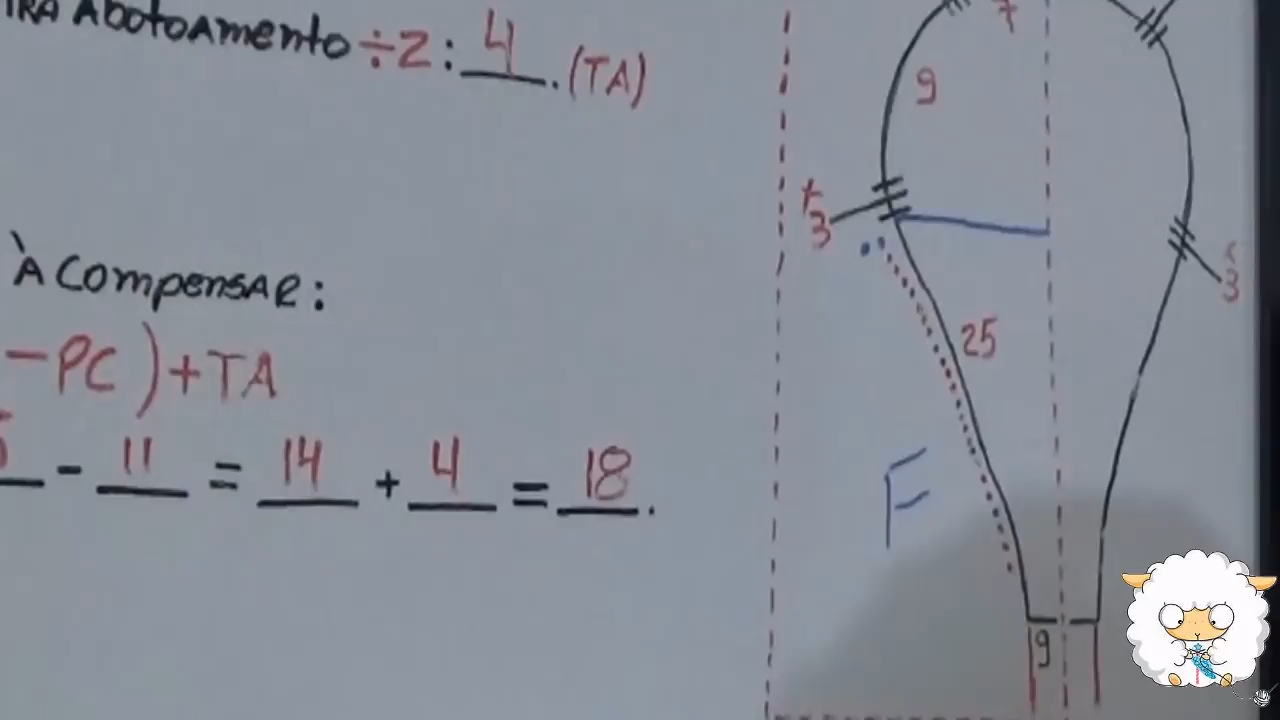 Abotoamento ÷2: 4. (TA)
À Compensar:
-PC) + TA
- 11 = 14 + 4 = 18.
7
9
+3
3
25
F
9